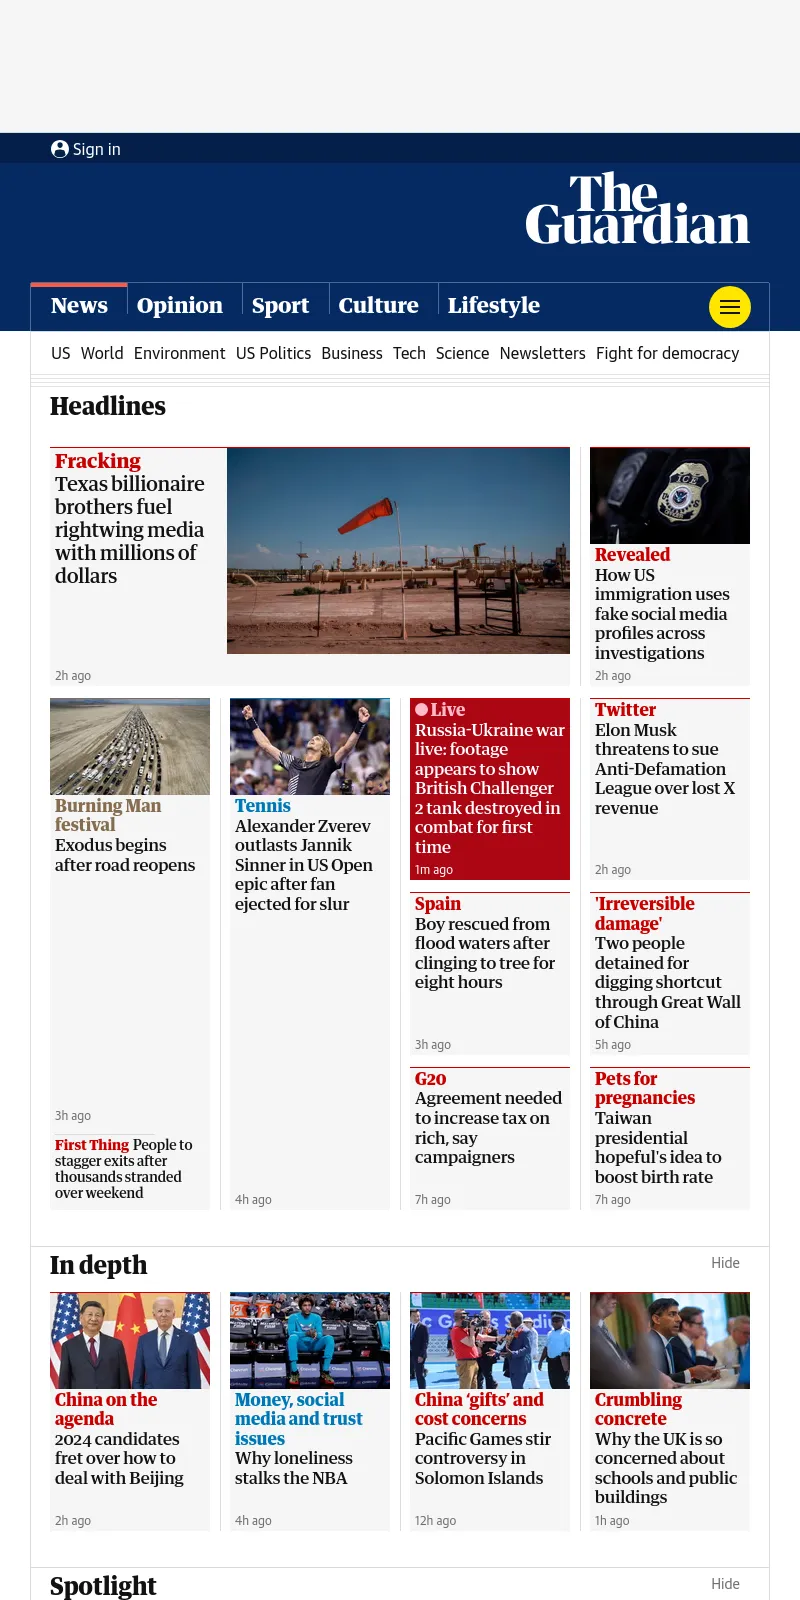 Sign in
The
Guardian
News
Opinion
Sport
Culture
Lifestyle
US World Environment US Politics Business Tech Science Newsletters Fight for democracy
Headlines
Fracking
Texas billionaire
brothers fuel
rightwing media
with millions of
dollars
2h ago
ICE
Revealed
How US
immigration uses
fake social media
profiles across
investigations
2h ago
Burning Man
festival
Exodus begins
after road reopens
3h ago
First Thing People to
stagger exits after
thousands stranded
over weekend
Tennis
Alexander Zverev
outlasts Jannik
Sinner in US Open
epic after fan
ejected for slur
4h ago
Live
Russia-Ukraine war
live: footage
appears to show
British Challenger
2 tank destroyed in
combat for first
time
1m ago
Twitter
Elon Musk
threatens to sue
Anti-Defamation
League over lost X
revenue
2h ago
Spain
Boy rescued from
flood waters after
clinging to tree for
eight hours
3h ago
'Irreversible
damage'
Two people
detained for
digging shortcut
through Great Wall
of China
5h ago
G20
Agreement needed
to increase tax on
rich, say
campaigners
7h ago
Pets for
pregnancies
Taiwan
presidential
hopeful's idea to
boost birth rate
7h ago
In depth
Hide
China on the
agenda
2024 candidates
fret over how to
deal with Beijing
2h ago
Money, social
media and trust
issues
Why loneliness
stalks the NBA
4h ago
China ‘gifts’ and
cost concerns
Pacific Games stir
controversy in
Solomon Islands
12h ago
Crumbling
concrete
Why the UK is so
concerned about
schools and public
buildings
1h ago
Spotlight
Hide